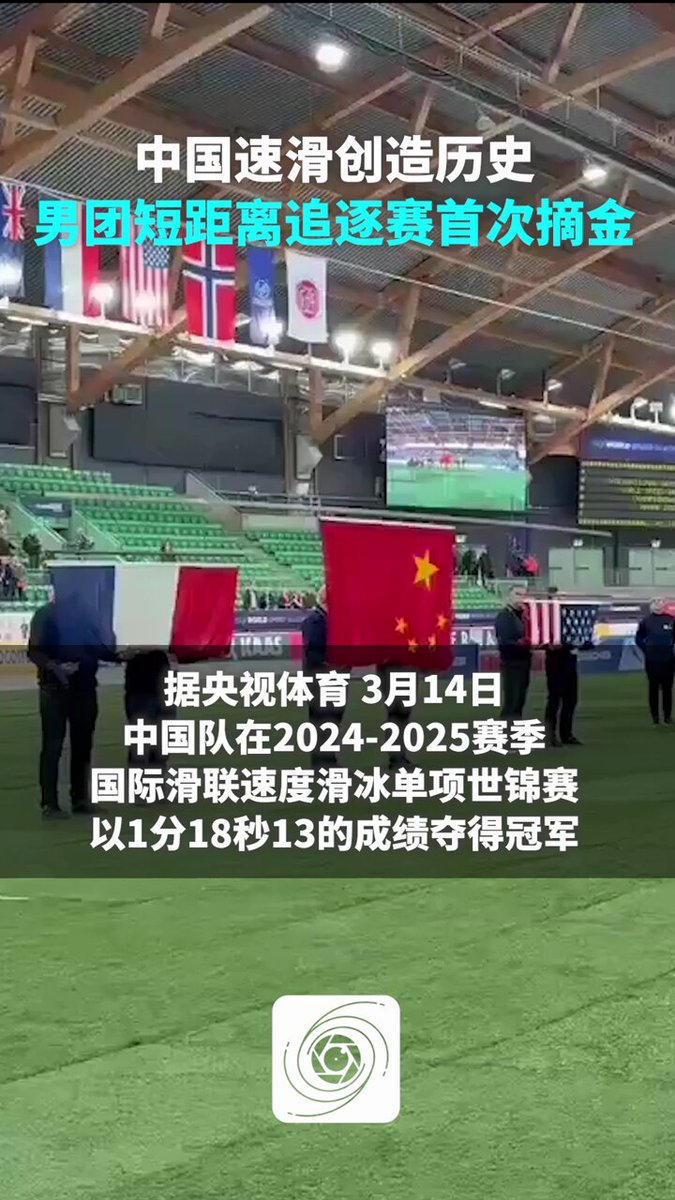 中国速滑创造历史
男团短距离追逐赛首次摘金
KAAS
据央视体育 3月14日
中国队在2024-2025赛季
国际滑联速度滑冰单项世锦赛
以1分18秒13的成绩夺得冠军